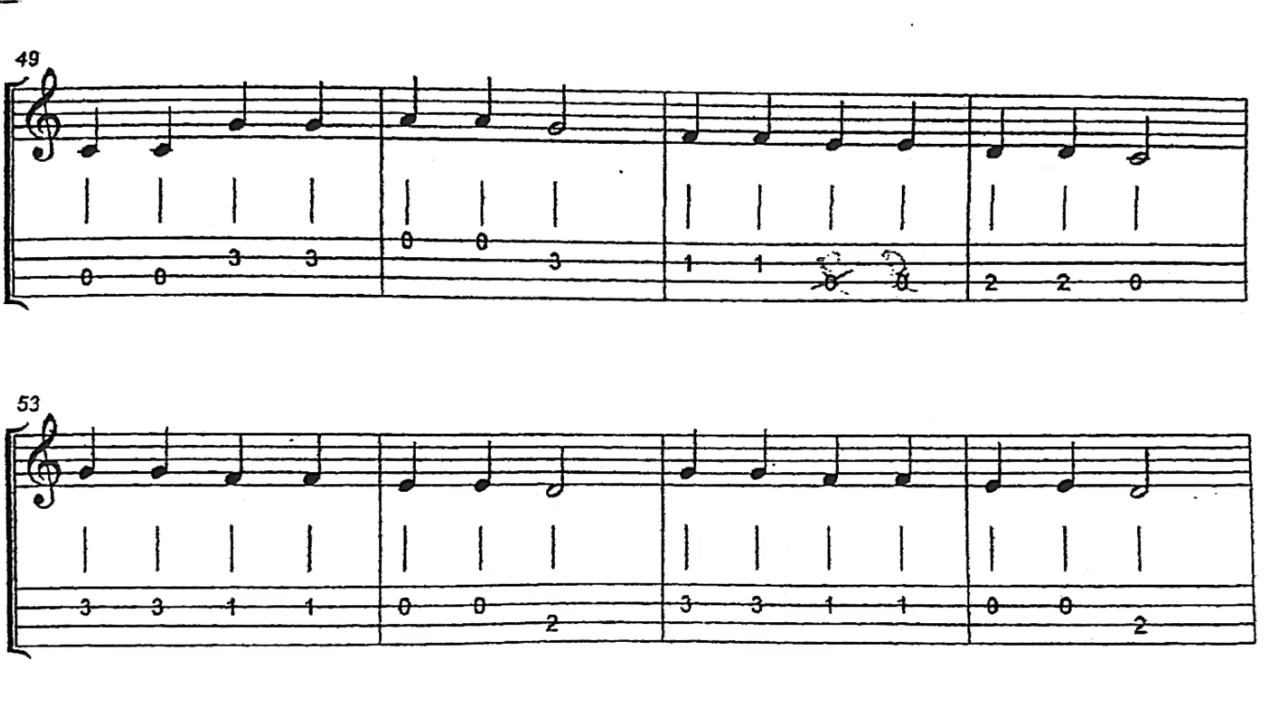 49
0 0 3 3 0 0 3 1 1 0 0 2 2 0
53
3 3 1 1 0 0 2 3 3 1 1 0 0 2